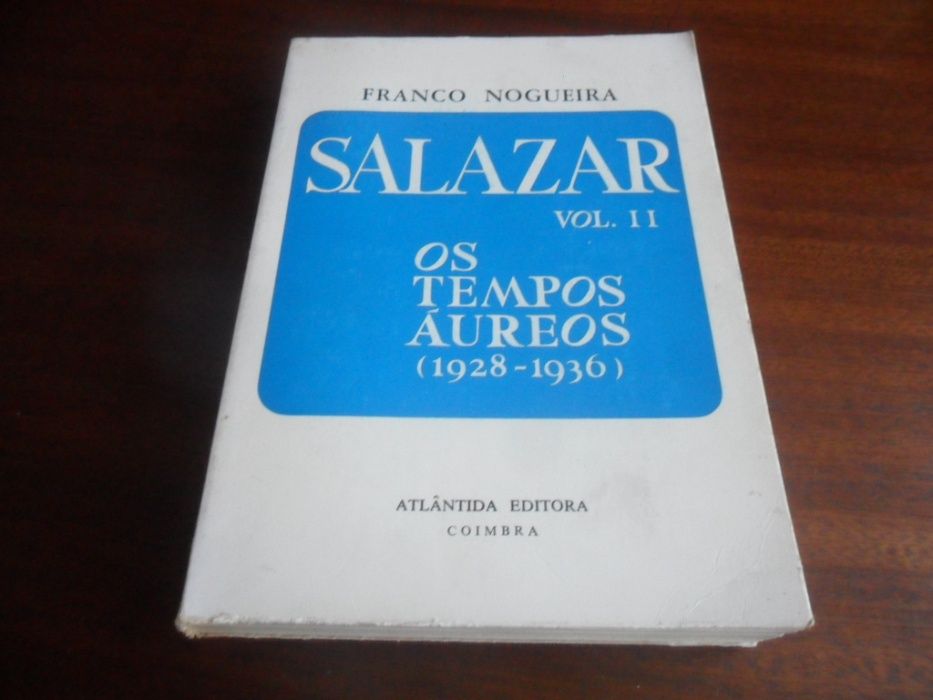 FRANCO NOGUEIRA
SALAZAR
VOL. II
OS
TEMPOS
ÁUREOS
(1928-1936)
ATLÂNTIDA EDITORA
COIMBRA